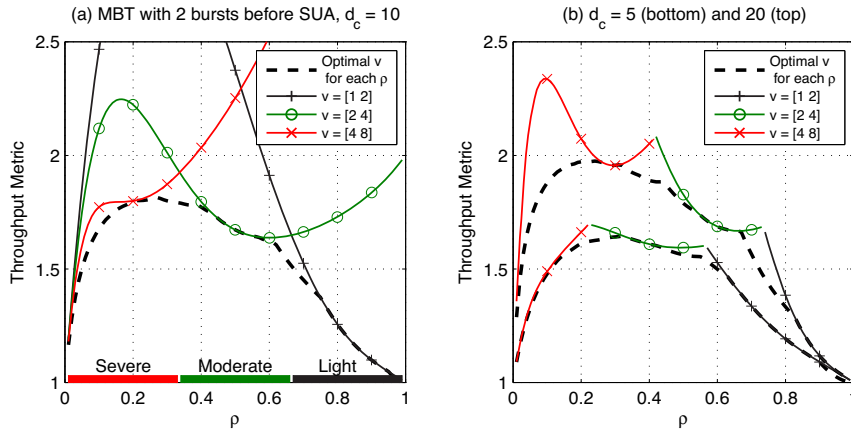 (a) MBT with 2 bursts before SUA, d_c = 10
Throughput Metric
2.5
2
1.5
1
Optimal v
for each ρ
v = [1 2]
v = [2 4]
v = [4 8]
Severe
Moderate
Light
0
0.2
0.4
0.6
0.8
1
ρ
(b) d_c = 5 (bottom) and 20 (top)
Throughput Metric
2.5
2
1.5
1
Optimal v
for each ρ
v = [1 2]
v = [2 4]
v = [4 8]
0
0.2
0.4
0.6
0.8
1
ρ